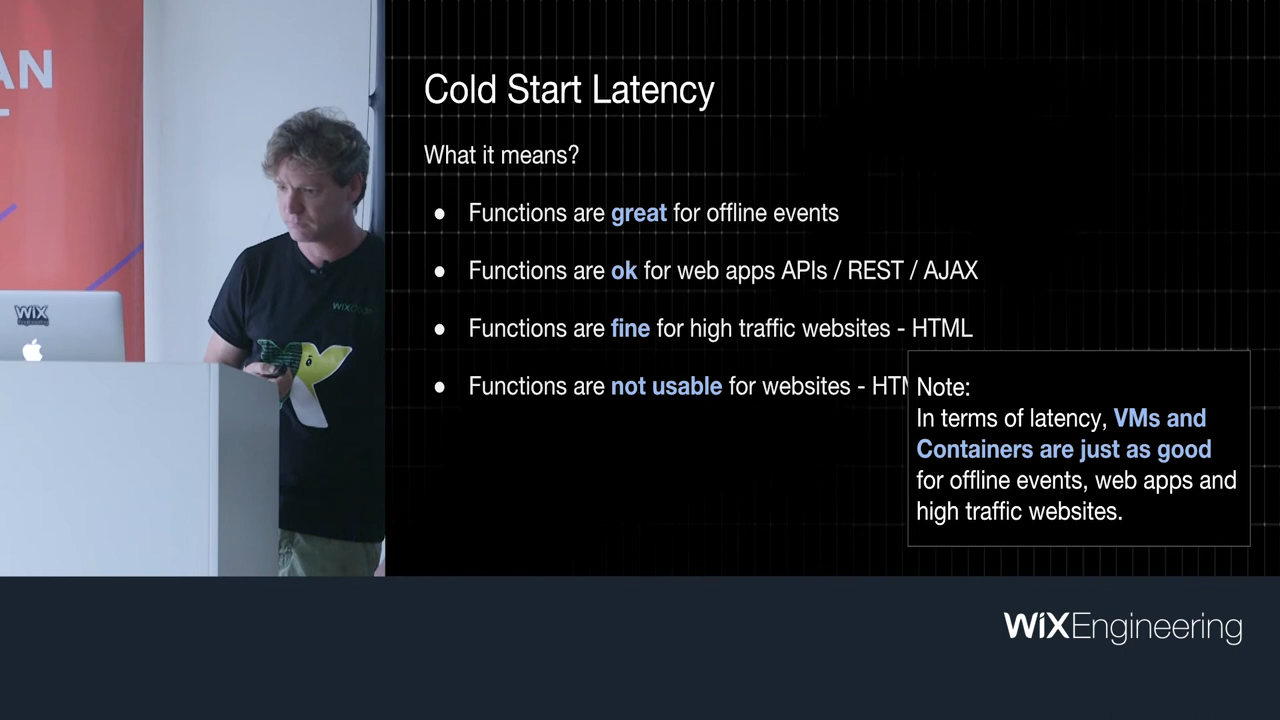 AN
WiX
Engineering
Cold Start Latency
What it means?
● Functions are great for offline events
● Functions are ok for web apps APIs / REST / AJAX
● Functions are fine for high traffic websites - HTML
● Functions are not usable for websites -
Note:
In terms of latency, VMs and
Containers are just as good
for offline events, web apps and
high traffic websites.
WiXEngineering